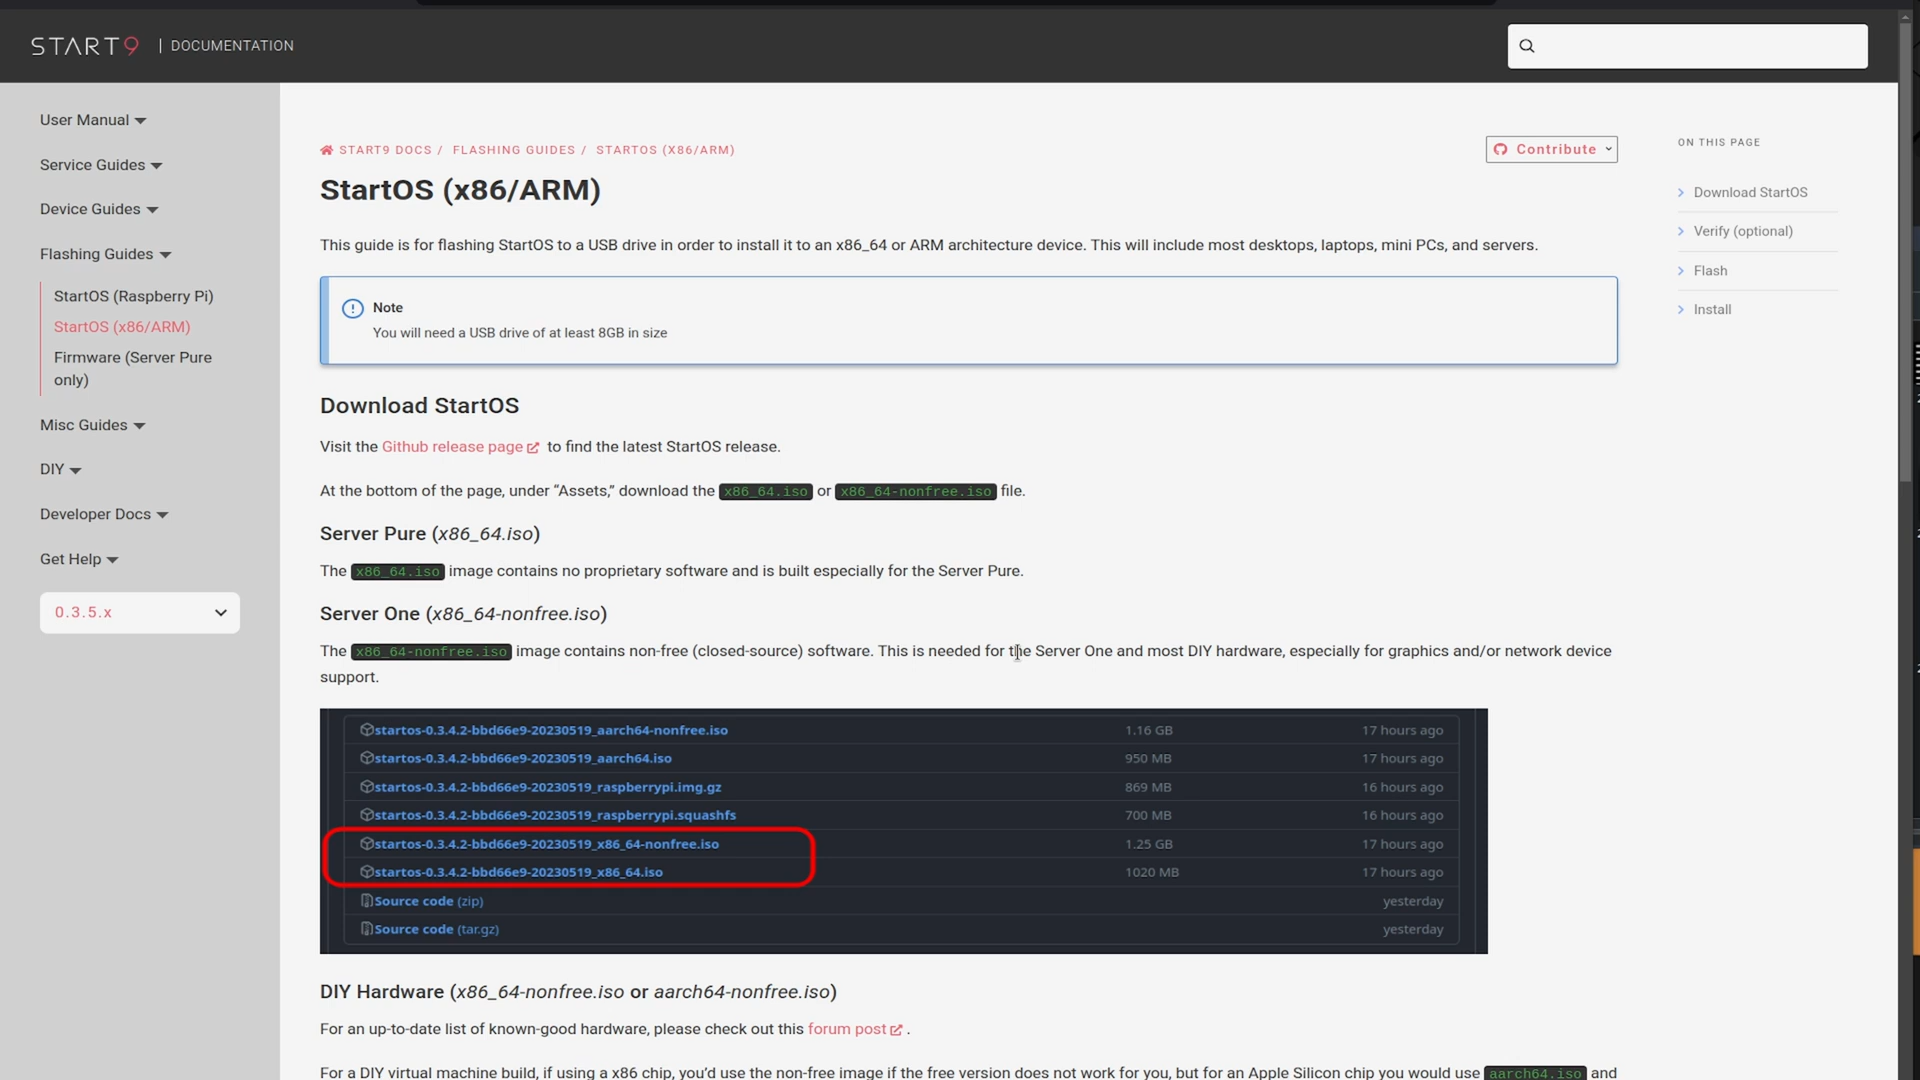 START9 | DOCUMENTATION
User Manual
Service Guides
Device Guides
Flashing Guides
StartOS (Raspberry Pi)
StartOS (x86/ARM)
Firmware (Server Pure
only)
Misc Guides
DIY
Developer Docs
Get Help
0.3.5.x
START9 DOCS / FLASHING GUIDES / STARTOS (X86/ARM)
Contribute
StartOS (x86/ARM)
This guide is for flashing StartOS to a USB drive in order to install it to an x86_64 or ARM architecture device. This will include most desktops, laptops, mini PCs, and servers.
Note
You will need a USB drive of at least 8GB in size
Download StartOS
Visit the Github release page to find the latest StartOS release.
At the bottom of the page, under “Assets,” download the x86_64.iso or x86_64-nonfree.iso file.
Server Pure (x86_64.iso)
The x86_64.iso image contains no proprietary software and is built especially for the Server Pure.
Server One (x86_64-nonfree.iso)
The x86_64-nonfree.iso image contains non-free (closed-source) software. This is needed for the Server One and most DIY hardware, especially for graphics and/or network device
support.
startos-0.3.4.2-bbd66e9-20230519_aarch64-nonfree.iso 1.16 GB 17 hours ago
startos-0.3.4.2-bbd66e9-20230519_aarch64.iso 950 MB 17 hours ago
startos-0.3.4.2-bbd66e9-20230519_raspberrypi.img.gz 869 MB 16 hours ago
startos-0.3.4.2-bbd66e9-20230519_raspberrypi.squashfs 700 MB 16 hours ago
startos-0.3.4.2-bbd66e9-20230519_x86_64-nonfree.iso 1.25 GB 17 hours ago
startos-0.3.4.2-bbd66e9-20230519_x86_64.iso 1020 MB 17 hours ago
Source code (zip) yesterday
Source code (tar.gz) yesterday
DIY Hardware (x86_64-nonfree.iso or aarch64-nonfree.iso)
For an up-to-date list of known-good hardware, please check out this forum post .
For a DIY virtual machine build, if using a x86 chip, you’d use the non-free image if the free version does not work for you, but for an Apple Silicon chip you would use aarch64.iso and
ON THIS PAGE
Download StartOS
Verify (optional)
Flash
Install